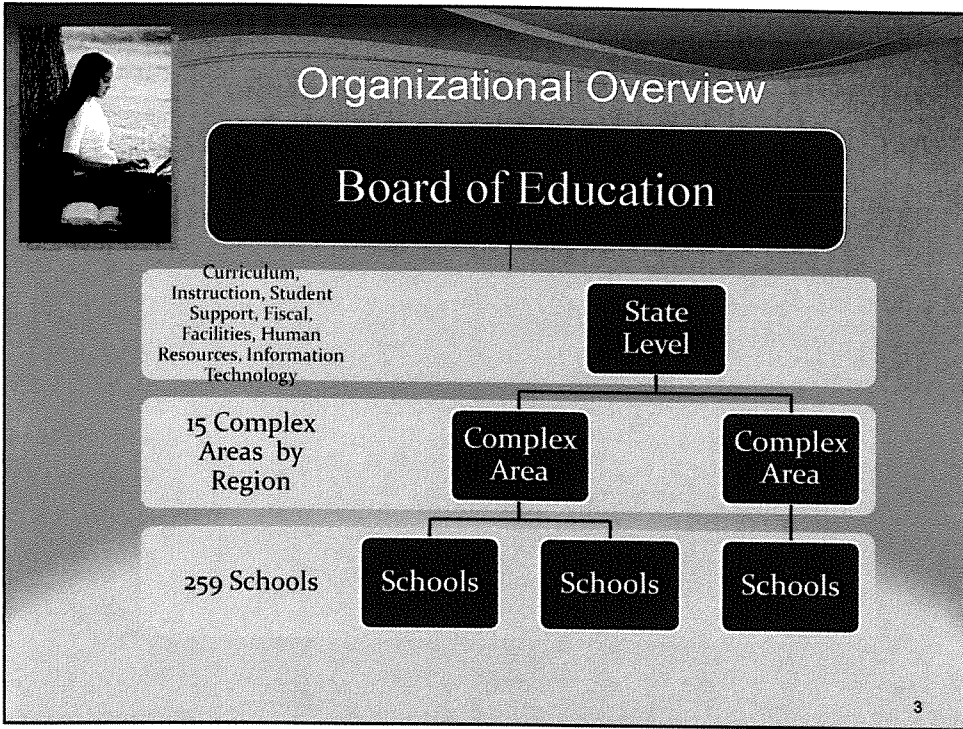 Organizational Overview
Board of Education
Curriculum,
Instruction, Student
Support, Fiscal,
Facilities, Human
Resources, Information
Technology
State
Level
15 Complex
Areas by
Region
Complex
Area
Complex
Area
259 Schools
Schools
Schools
Schools
3